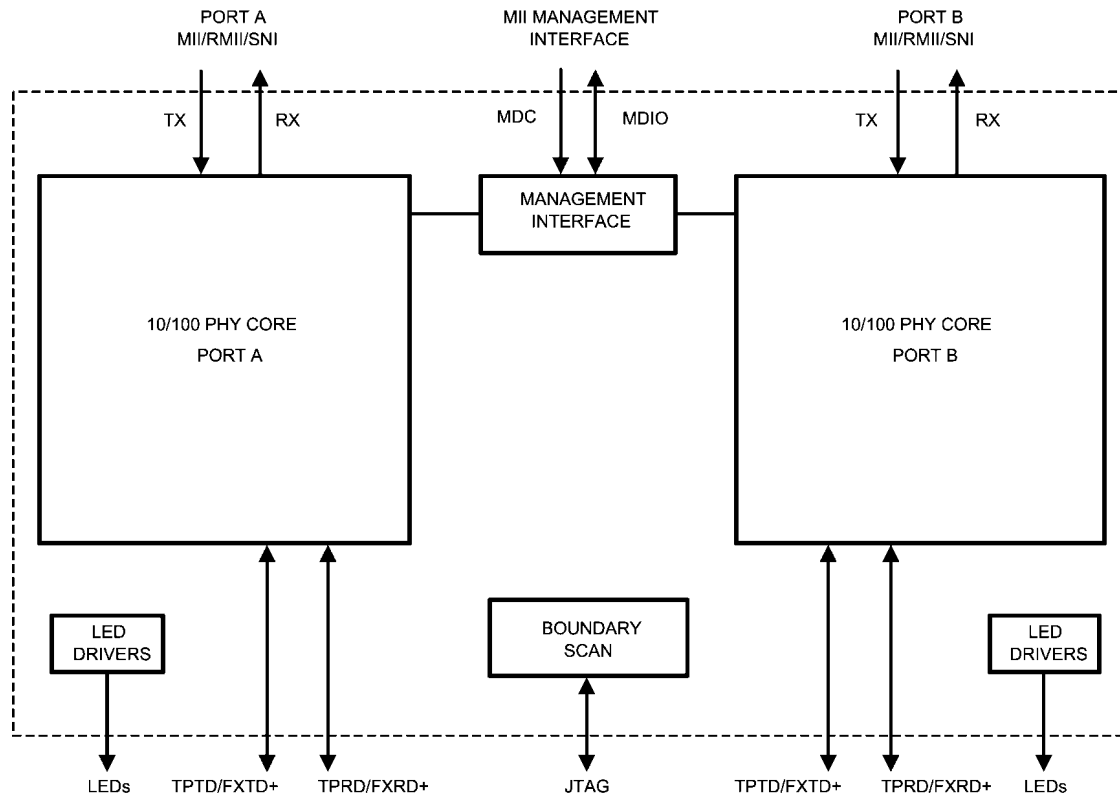 PORT A
MII/RMII/SNI
MII MANAGEMENT
INTERFACE
PORT B
MII/RMII/SNI
TX
RX
MDC
MDIO
TX
RX
MANAGEMENT
INTERFACE
10/100 PHY CORE
PORT A
10/100 PHY CORE
PORT B
LED
DRIVERS
BOUNDARY
SCAN
LED
DRIVERS
LEDs
TPTD/FXTD+
TPRD/FXRD+
JTAG
TPTD/FXTD+
TPRD/FXRD+
LEDs